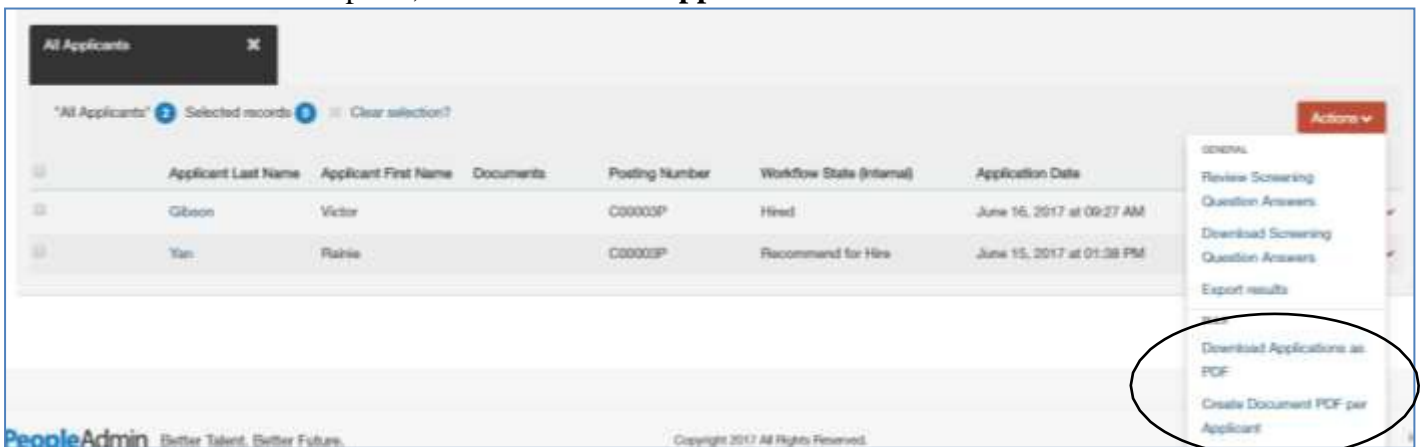 All Applicants ✖
"All Applicants" 2 Selected records 0 Clear selection?
Actions
Applicant Last Name Applicant First Name Documents Posting Number Workflow State (Internal) Application Date
Gibson Victor C00003P Hired June 16, 2017 at 09:27 AM
Yan Rainie C00003P Recommend for Hire June 15, 2017 at 01:38 PM
GENERAL
Review Screening
Question Answers
Download Screening
Question Answers
Export results
BULK
Download Applications as
PDF
Create Document PDF per
Applicant
PeopleAdmin Better Talent. Better Future.
Copyright 2017 All Rights Reserved.